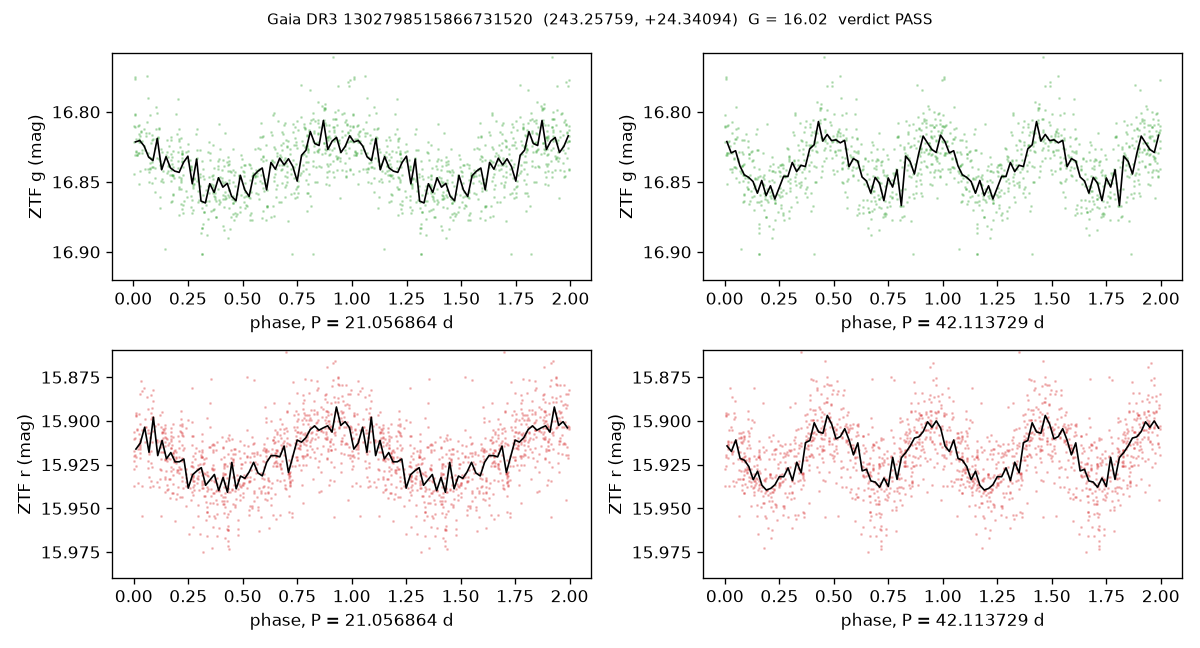 Gaia DR3 1302798515866731520 (243.25759, +24.34094) G = 16.02 verdict PASS
ZTF g (mag)
16.80
16.85
16.90
0.00 0.25 0.50 0.75 1.00 1.25 1.50 1.75 2.00
phase, P = 21.056864 d
ZTF g (mag)
16.80
16.85
16.90
0.00 0.25 0.50 0.75 1.00 1.25 1.50 1.75 2.00
phase, P = 42.113729 d
ZTF r (mag)
15.875
15.900
15.925
15.950
15.975
0.00 0.25 0.50 0.75 1.00 1.25 1.50 1.75 2.00
phase, P = 21.056864 d
ZTF r (mag)
15.875
15.900
15.925
15.950
15.975
0.00 0.25 0.50 0.75 1.00 1.25 1.50 1.75 2.00
phase, P = 42.113729 d